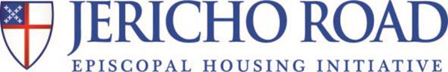 JERICHO ROAD
EPISCOPAL HOUSING INITIATIVE